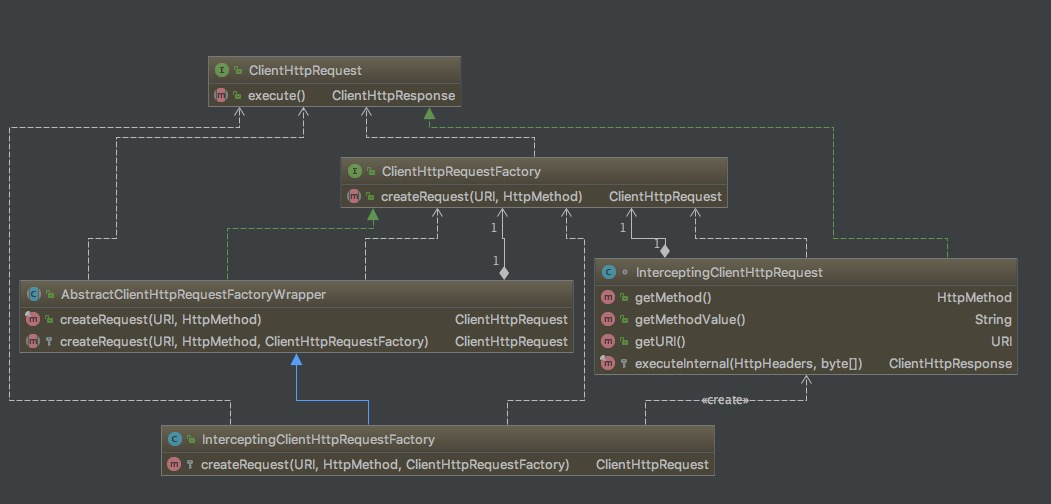 I ClientHttpRequest
m execute() ClientHttpResponse
I ClientHttpRequestFactory
m createRequest(URI, HttpMethod) ClientHttpRequest
1
1
1
1
C AbstractClientHttpRequestFactoryWrapper
m createRequest(URI, HttpMethod) ClientHttpRequest
m createRequest(URI, HttpMethod, ClientHttpRequestFactory) ClientHttpRequest
C InterceptingClientHttpRequest
m getMethod() HttpMethod
m getMethodValue() String
m getURI() URI
m executeInternal(HttpHeaders, byte[]) ClientHttpResponse
«create»
C InterceptingClientHttpRequestFactory
m createRequest(URI, HttpMethod, ClientHttpRequestFactory) ClientHttpRequest